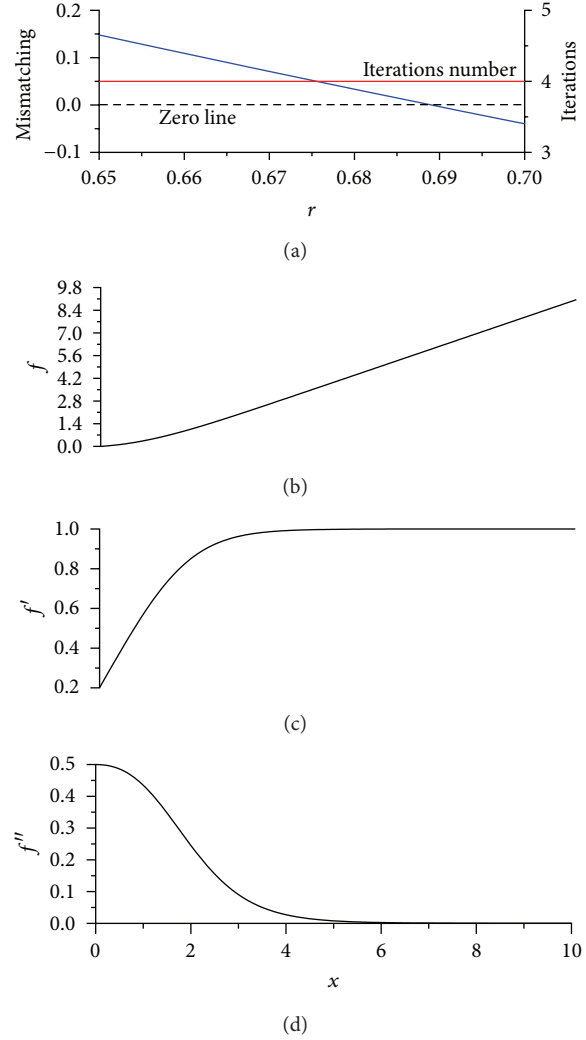 0.2
0.1
0.0
−0.1
Mismatching
Iterations number
Zero line
5
4
3
Iterations
0.65 0.66 0.67 0.68 0.69 0.70
r
(a)
9.8
8.4
7.0
5.6
4.2
2.8
1.4
0.0
f
(b)
1.0
0.8
0.6
0.4
0.2
f′
(c)
0.5
0.4
0.3
0.2
0.1
0.0
f″
0 2 4 6 8 10
x
(d)